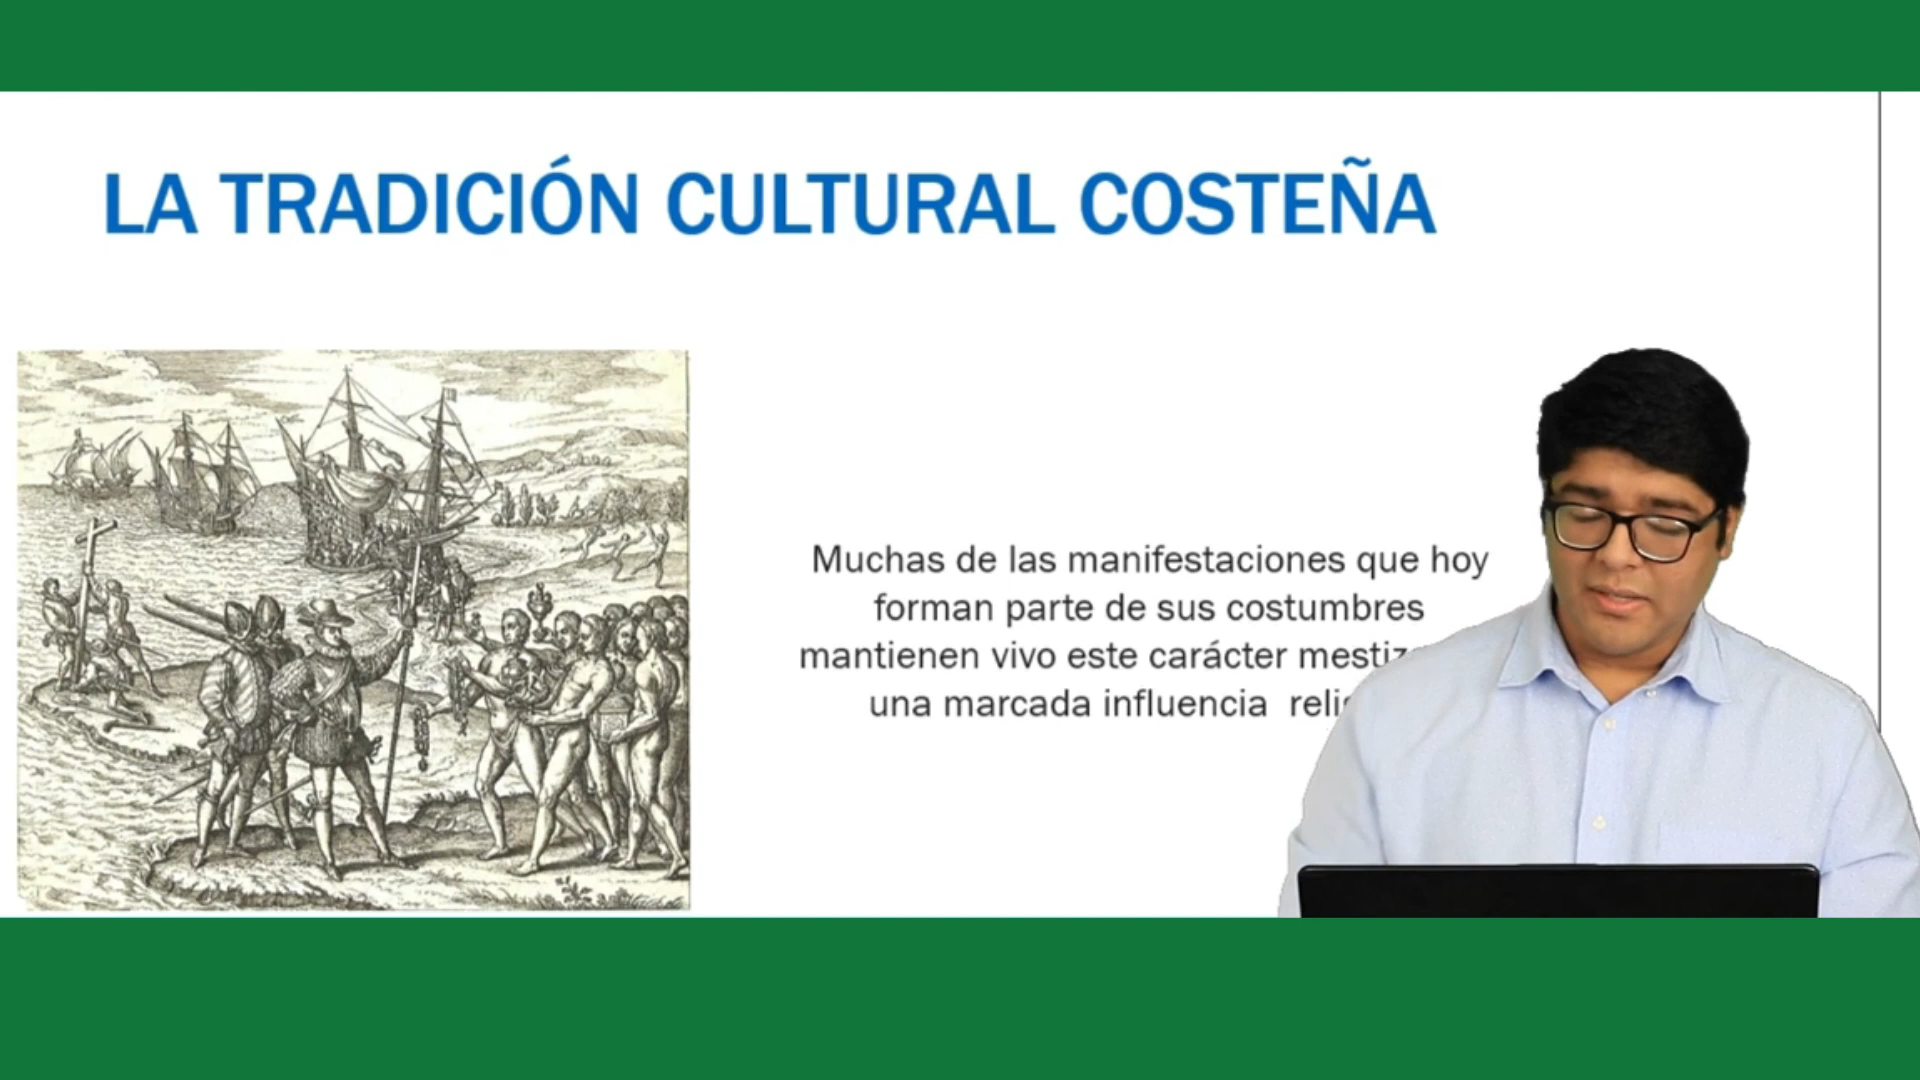 LA TRADICIÓN CULTURAL COSTEÑA
Muchas de las manifestaciones que hoy
forman parte de sus costumbres
mantienen vivo este carácter
una marcada influencia